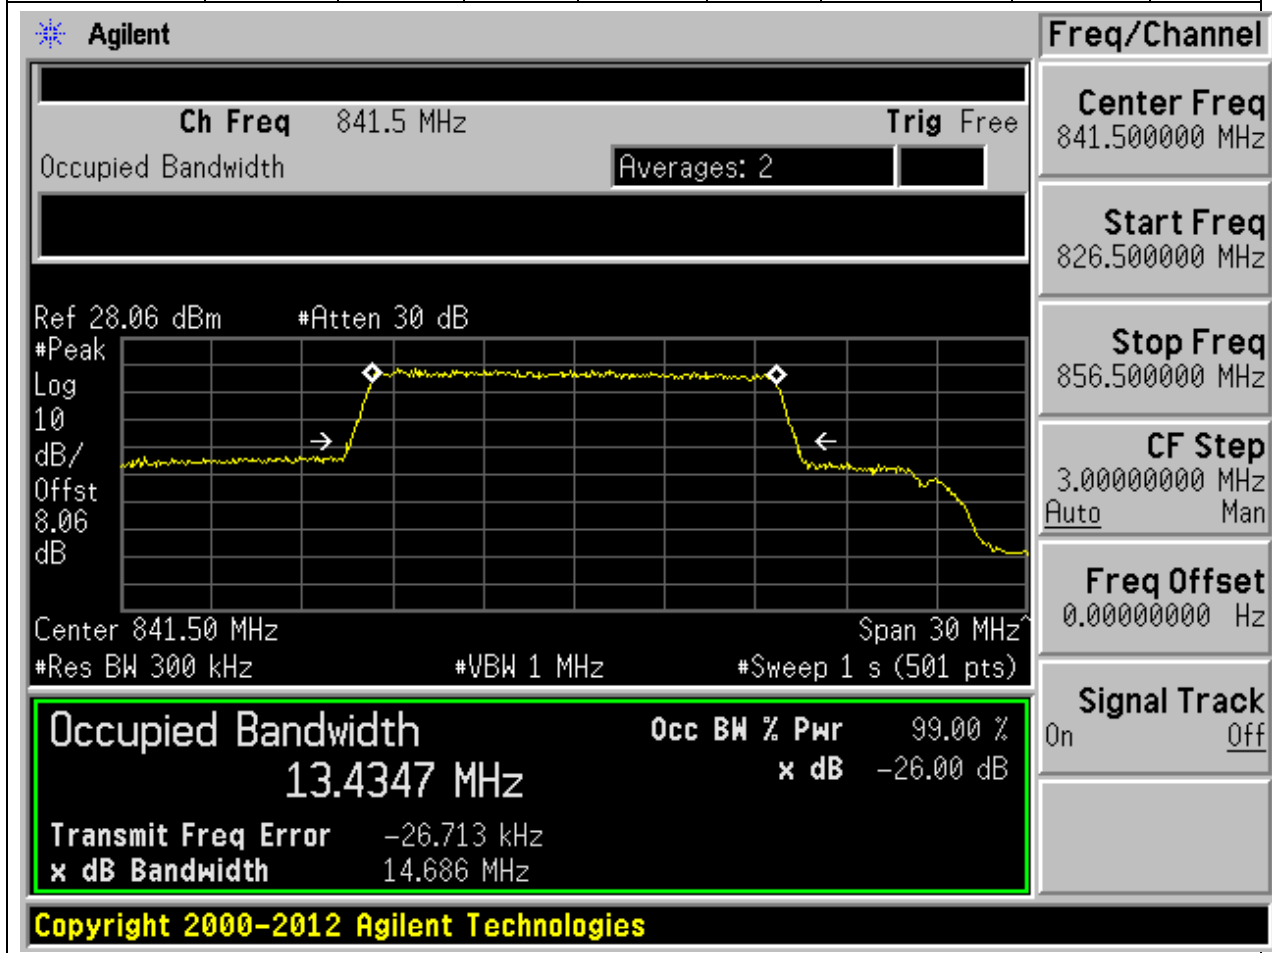 Agilent
Freq/Channel
Ch Freq 841.5 MHz Trig Free
Occupied Bandwidth Averages: 2
Center Freq
841.500000 MHz
Start Freq
826.500000 MHz
Stop Freq
856.500000 MHz
CF Step
3.00000000 MHz
Auto Man
Freq Offset
0.00000000 Hz
Signal Track
On Off
Ref 28.06 dBm #Atten 30 dB
#Peak
Log
10
dB/
Offst
8.06
dB
Center 841.50 MHz Span 30 MHz^
#Res BW 300 kHz #VBW 1 MHz #Sweep 1 s (501 pts)
Occupied Bandwidth Occ BW % Pwr 99.00 %
13.4347 MHz x dB -26.00 dB
Transmit Freq Error -26.713 kHz
x dB Bandwidth 14.686 MHz
Copyright 2000-2012 Agilent Technologies